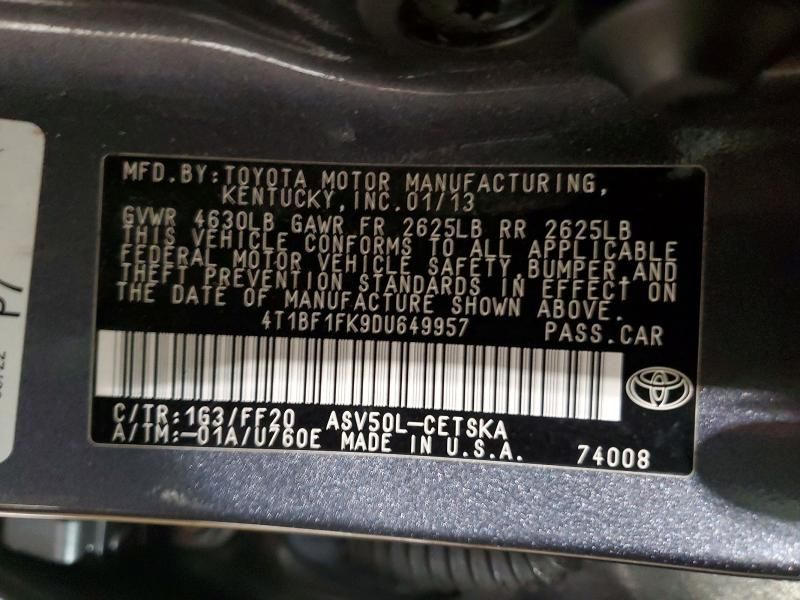 MFD.BY:TOYOTA MOTOR MANUFACTURING,
KENTUCKY,INC.01/13
GVWR 4630LB GAWR FR 2625LB RR 2625LB
THIS VEHICLE CONFORMS TO ALL APPLICABLE
FEDERAL MOTOR VEHICLE SAFETY,BUMPER,AND
THEFT PREVENTION STANDARDS IN EFFECT ON
THE DATE OF MANUFACTURE SHOWN ABOVE.
4T1BF1FK9DU649957 PASS.CAR
C/TR:1G3/FF20 ASV50L-CETSKA
A/TM:-01A/U760E MADE IN U.S.A.
74008